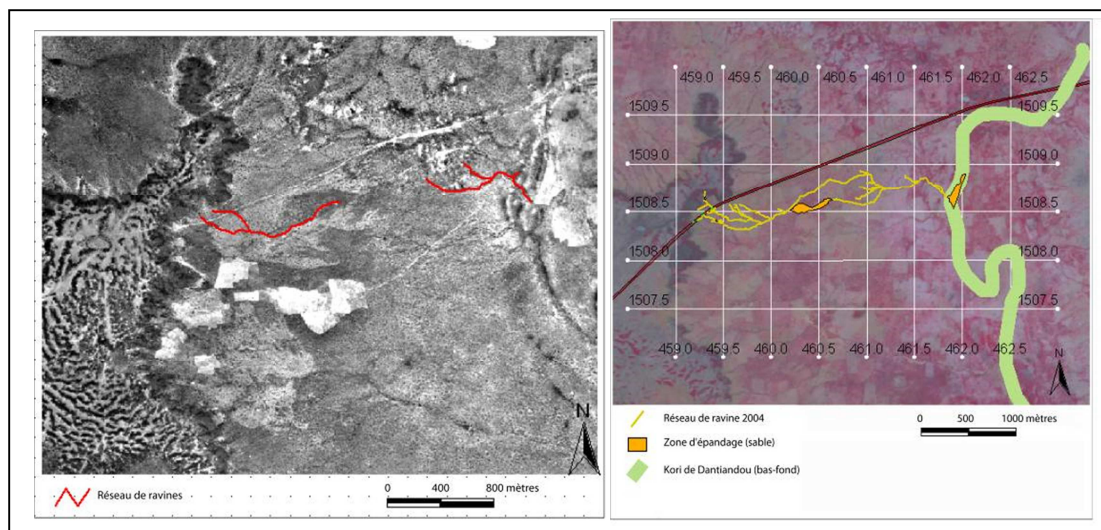 N
Réseau de ravines
0 400 800 mètres
459.0 459.5 460.0 460.5 461.0 461.5 462.0 462.5
1509.5 1509.5
1509.0 1509.0
1508.5 1508.5
1508.0 1508.0
1507.5 1507.5
459.0 459.5 460.0 460.5 461.0 461.5 462.0 462.5
N
Réseau de ravine 2004
Zone d'épandage (sable)
Kori de Dantiandou (bas-fond)
0 500 1000 mètres